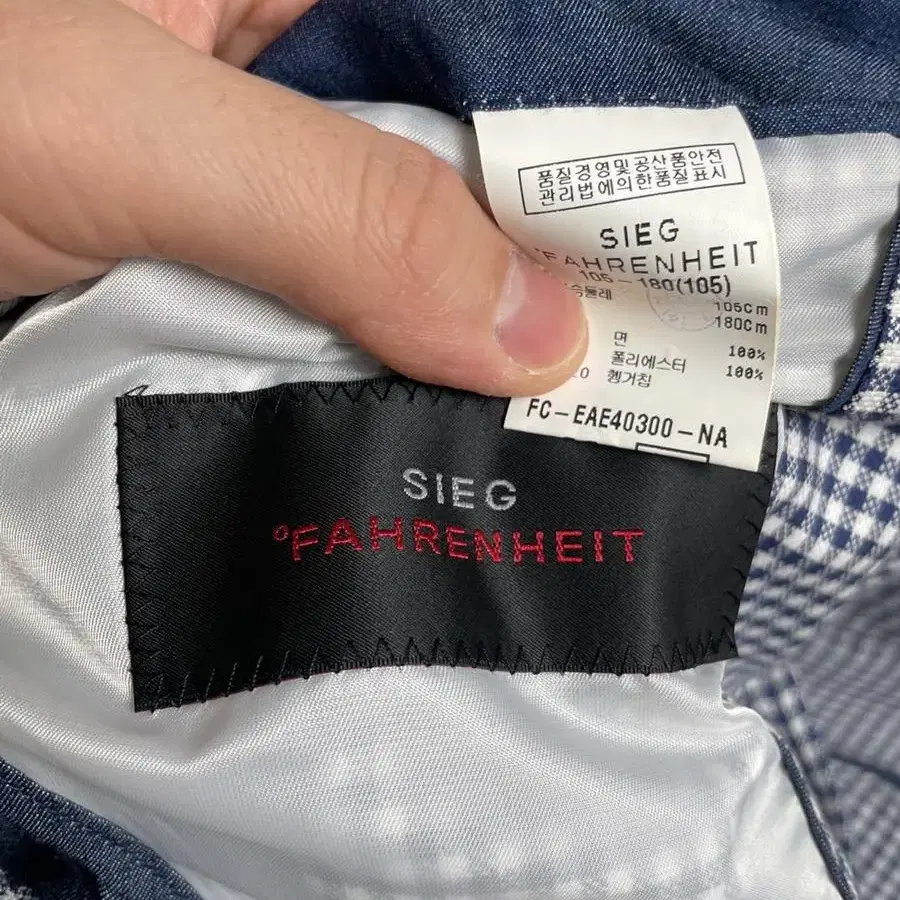 품질경영및공산품안전
관리법에의한품질표시
SIEG
FAHRENHEIT
105-180(105)
105Cm
180Cm
면 100%
폴리에스터 100%
행거칩
FC-EAE40300-NA
SIEG
°FAHRENHEIT